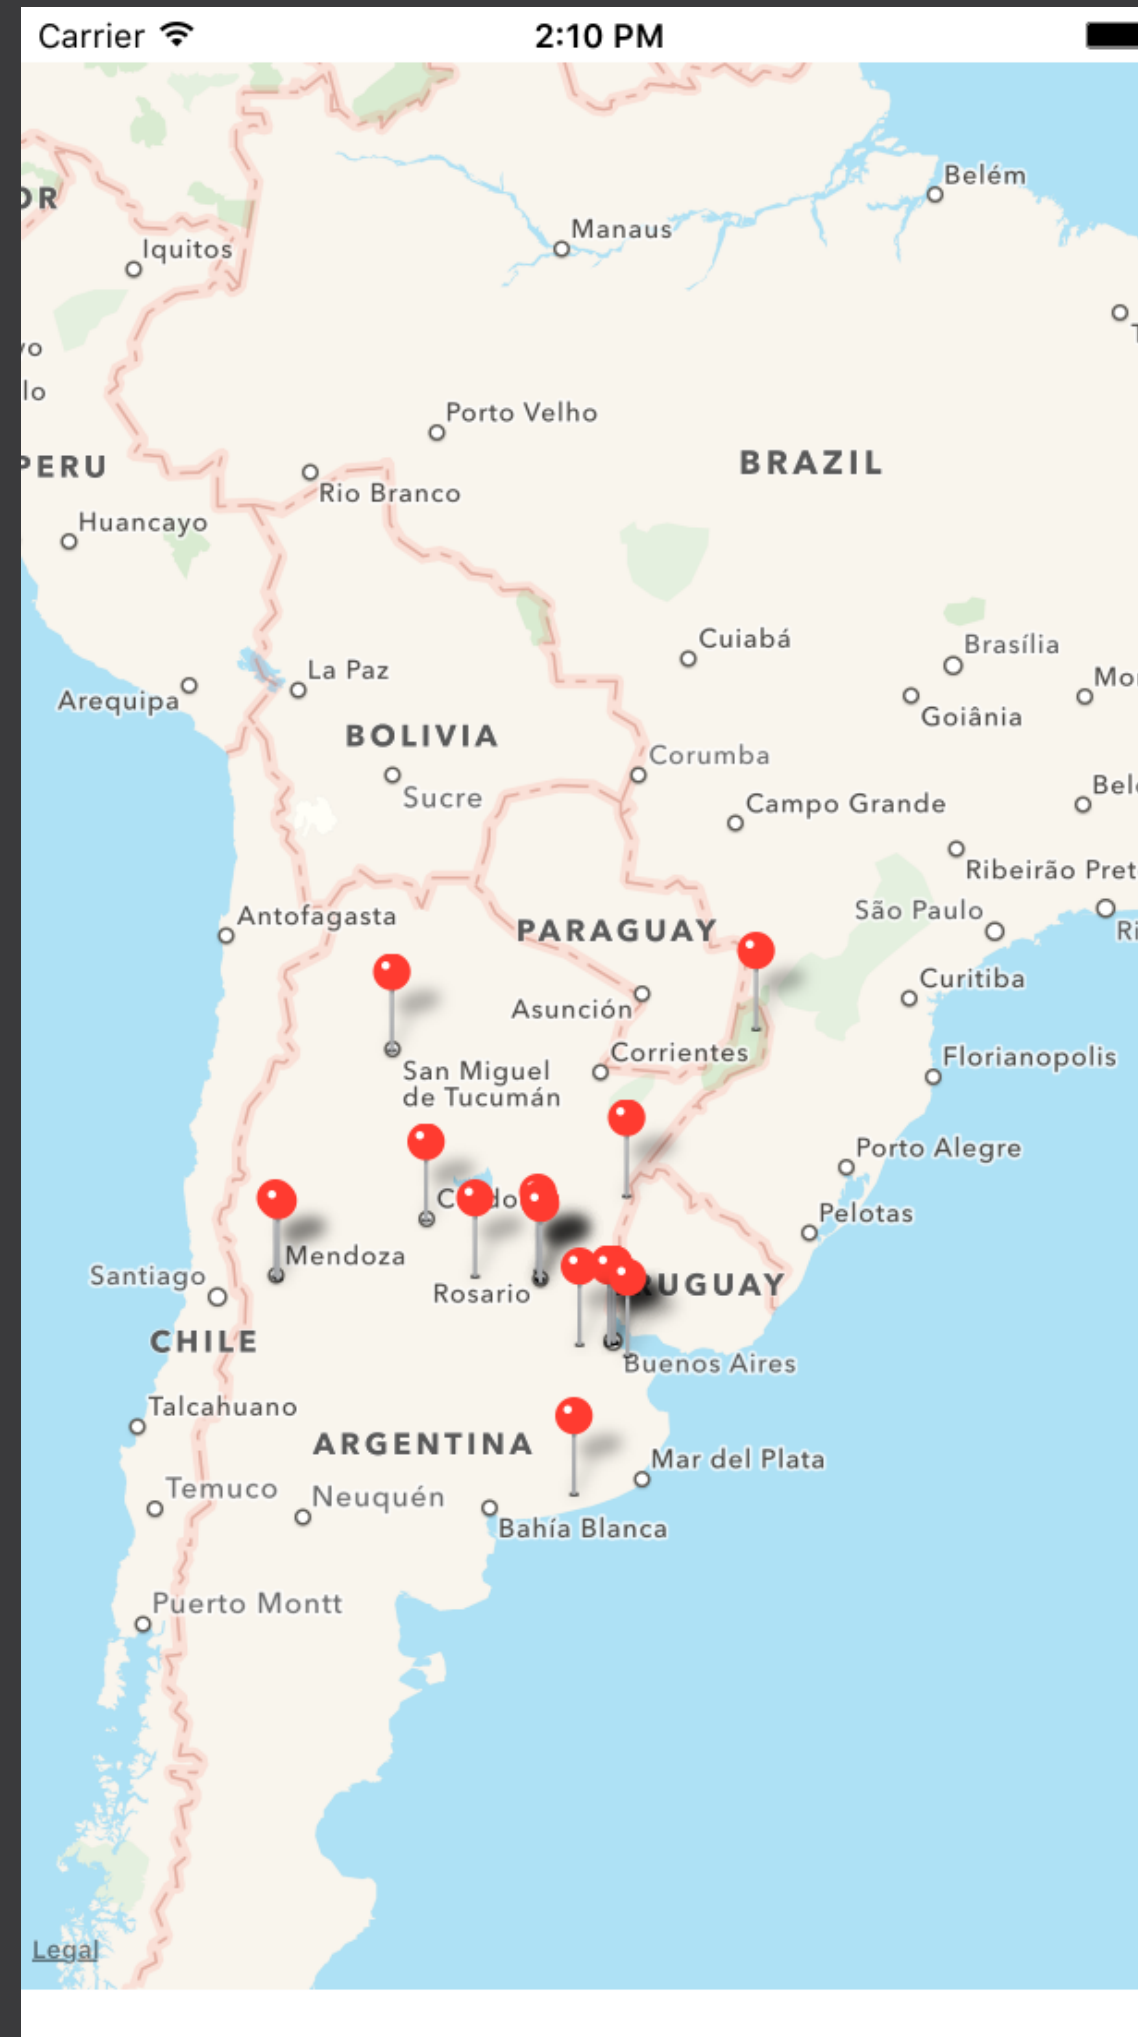 Carrier 2:10 PM
Belém
OR
Manaus
Iquitos
Porto Velho
PERU
BRAZIL
Rio Branco
Huancayo
Cuiabá
Brasília
La Paz
Arequipa
Goiânia
BOLIVIA
Corumba
Sucre
Campo Grande
Ribeirão Pret
São Paulo
Antofagasta
PARAGUAY
Curitiba
Asunción
Corrientes
Florianopolis
San Miguel
de Tucumán
Porto Alegre
Pelotas
Mendoza
Santiago
Rosario
RUGUAY
CHILE
Buenos Aires
Talcahuano
ARGENTINA
Mar del Plata
Temuco
Neuquén
Bahía Blanca
Puerto Montt
Legal